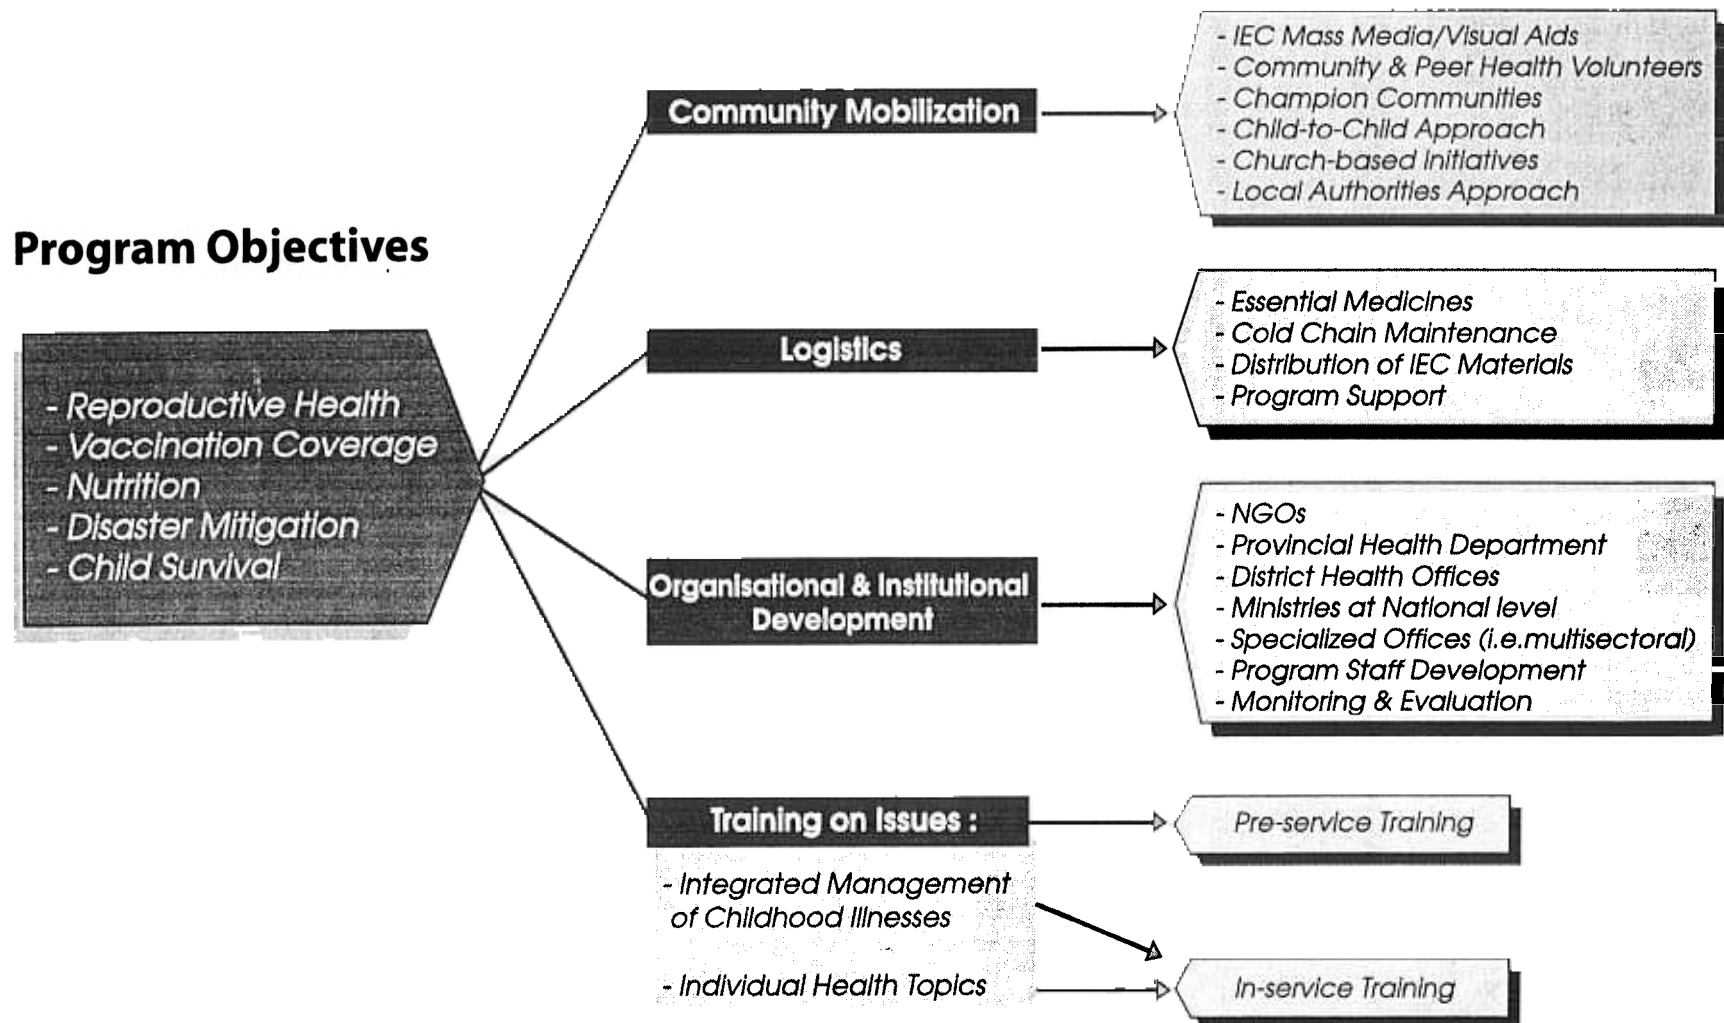 Program Objectives
- Reproductive Health
- Vaccination Coverage
- Nutrition
- Disaster Mitigation
- Child Survival
Community Mobilization
- IEC Mass Media/Visual Aids
- Community & Peer Health Volunteers
- Champion Communities
- Child-to-Child Approach
- Church-based Initiatives
- Local Authorities Approach
Logistics
- Essential Medicines
- Cold Chain Maintenance
- Distribution of IEC Materials
- Program Support
Organisational & Institutional
Development
- NGOs
- Provincial Health Department
- District Health Offices
- Ministries at National level
- Specialized Offices (i.e.multisectoral)
- Program Staff Development
- Monitoring & Evaluation
Training on Issues :
- Integrated Management
of Childhood Illnesses
- Individual Health Topics
Pre-service Training
In-service Training